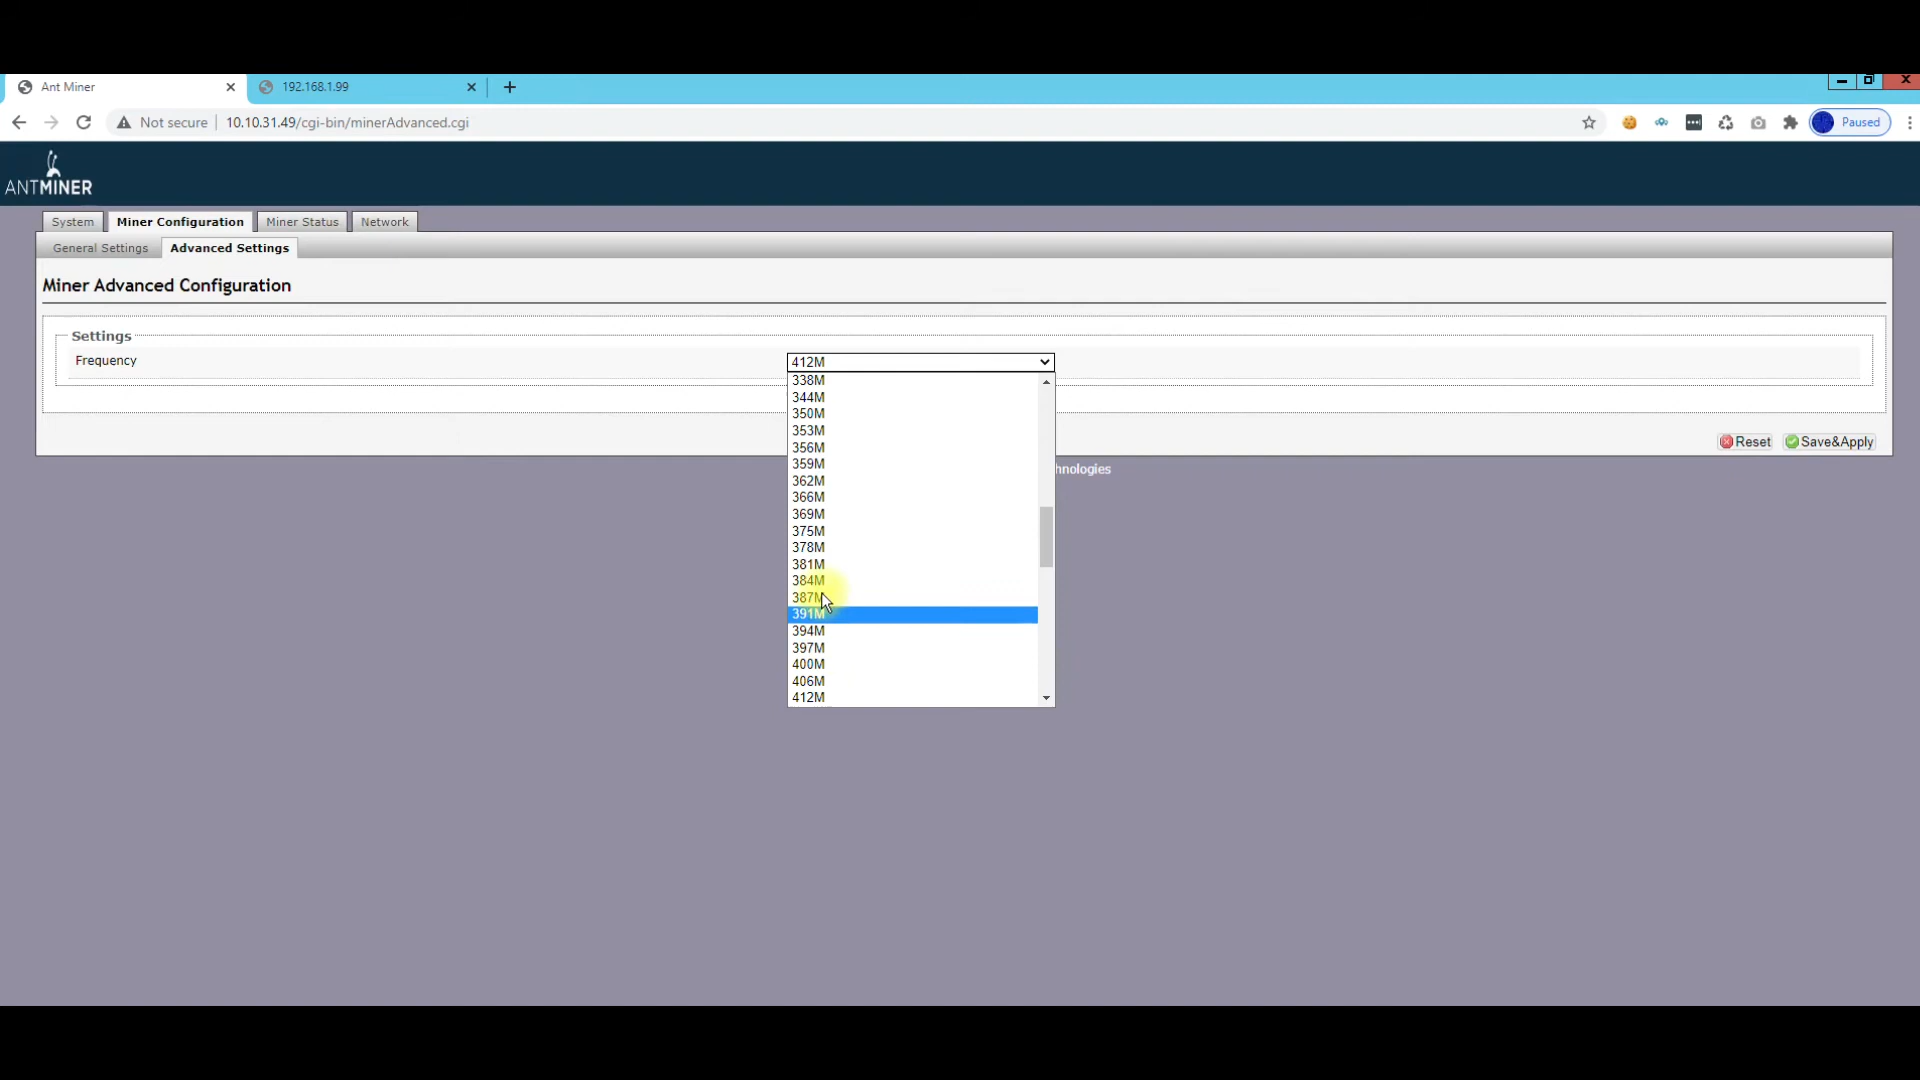 Ant Miner
192.168.1.99
Not secure
10.10.31.49/cgi-bin/minerAdvanced.cgi
Paused
ANTMINER
System
Miner Configuration
Miner Status
Network
General Settings
Advanced Settings
Miner Advanced Configuration
Settings
Frequency
412M
338M
344M
350M
353M
356M
359M
362M
366M
369M
375M
378M
381M
384M
387M
391M
394M
397M
400M
406M
412M
Reset
Save&Apply
hnologies